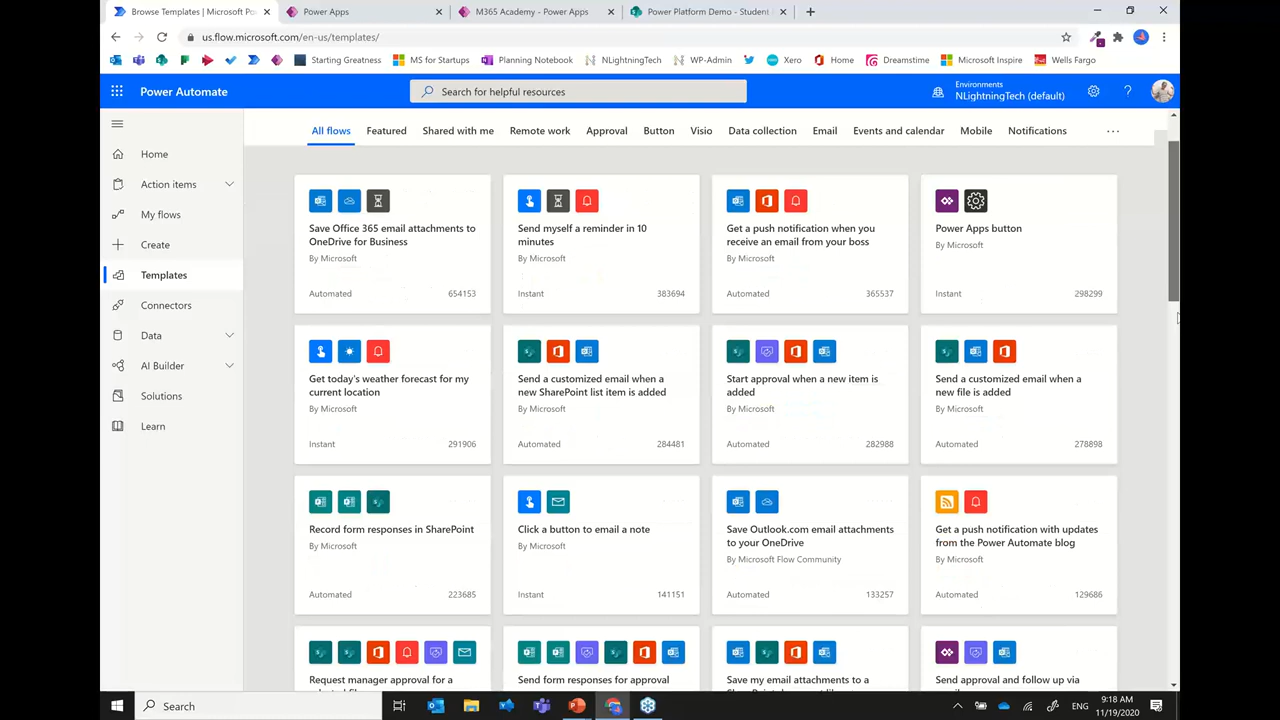 Browse Templates | Microsoft Po
Power Apps
M365 Academy - Power Apps
Power Platform Demo - Student
us.flow.microsoft.com/en-us/templates/
Starting Greatness
MS for Startups
Planning Notebook
NLightningTech
WP-Admin
Xero
Home
Dreamstime
Microsoft Inspire
Wells Fargo
Power Automate
Search for helpful resources
Environments
NLightningTech (default)
Home
Action items
My flows
Create
Templates
Connectors
Data
AI Builder
Solutions
Learn
All flows
Featured
Shared with me
Remote work
Approval
Button
Visio
Data collection
Email
Events and calendar
Mobile
Notifications
Save Office 365 email attachments to
OneDrive for Business
By Microsoft
Automated
654153
Send myself a reminder in 10
minutes
By Microsoft
Instant
383694
Get a push notification when you
receive an email from your boss
By Microsoft
Automated
365537
Power Apps button
By Microsoft
Instant
298299
Get today's weather forecast for my
current location
By Microsoft
Instant
291906
Send a customized email when a
new SharePoint list item is added
By Microsoft
Automated
284481
Start approval when a new item is
added
By Microsoft
Automated
282988
Send a customized email when a
new file is added
By Microsoft
Automated
278898
Record form responses in SharePoint
By Microsoft
Automated
223685
Click a button to email a note
By Microsoft
Instant
141151
Save Outlook.com email attachments
to your OneDrive
By Microsoft Flow Community
Automated
133257
Get a push notification with updates
from the Power Automate blog
By Microsoft
Automated
129686
Request manager approval for a
Send form responses for approval
Save my email attachments to a
Send approval and follow up via
Search
ENG
9:18 AM
11/19/2020